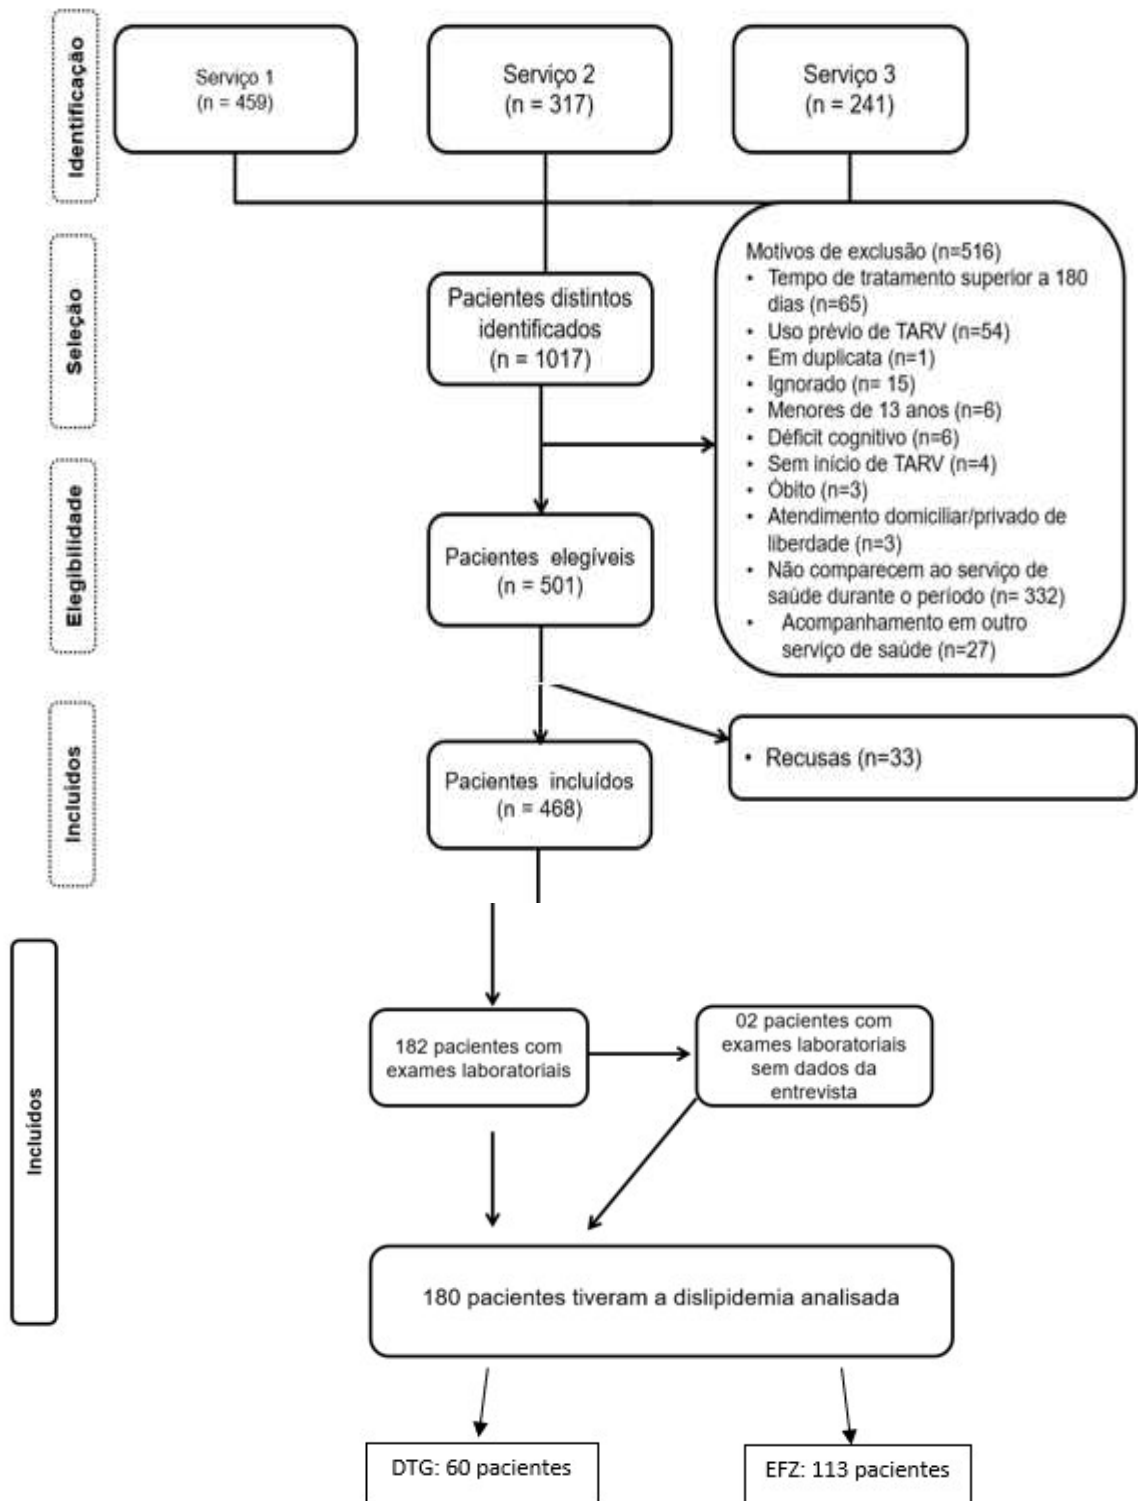 Identificação
Serviço 1
(n = 459)
Serviço 2
(n = 317)
Serviço 3
(n = 241)
Seleção
Pacientes distintos
identificados
(n = 1017)
Motivos de exclusão (n=516)
• Tempo de tratamento superior a 180
dias (n=65)
• Uso prévio de TARV (n=54)
• Em duplicata (n=1)
• Ignorado (n= 15)
• Menores de 13 anos (n=6)
• Déficit cognitivo (n=6)
• Sem início de TARV (n=4)
• Óbito (n=3)
• Atendimento domiciliar/privado de
liberdade (n=3)
• Não comparecem ao serviço de
saúde durante o período (n= 332)
• Acompanhamento em outro
serviço de saúde (n=27)
Elegibilidade
Pacientes elegíveis
(n = 501)
• Recusas (n=33)
Incluídos
Pacientes incluídos
(n = 468)
Incluídos
182 pacientes com
exames laboratoriais
02 pacientes com
exames laboratoriais
sem dados da
entrevista
180 pacientes tiveram a dislipidemia analisada
DTG: 60 pacientes
EFZ: 113 pacientes